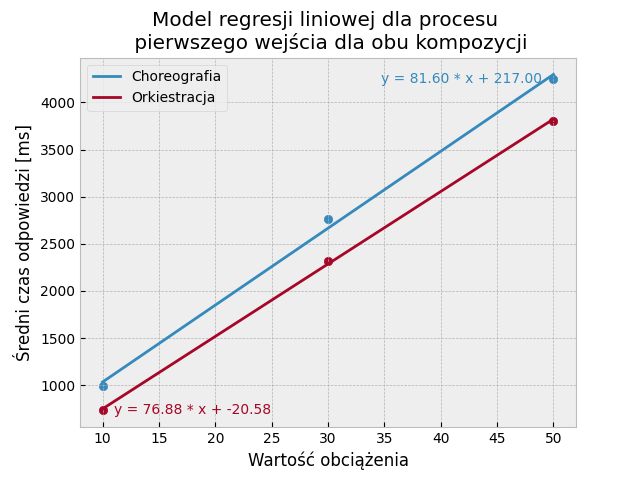 Model regresji liniowej dla procesu
pierwszego wejścia dla obu kompozycji
Choreografia
Orkiestracja
y = 81.60 * x + 217.00
y = 76.88 * x + -20.58
Średni czas odpowiedzi [ms]
4000
3500
3000
2500
2000
1500
1000
10 15 20 25 30 35 40 45 50
Wartość obciążenia